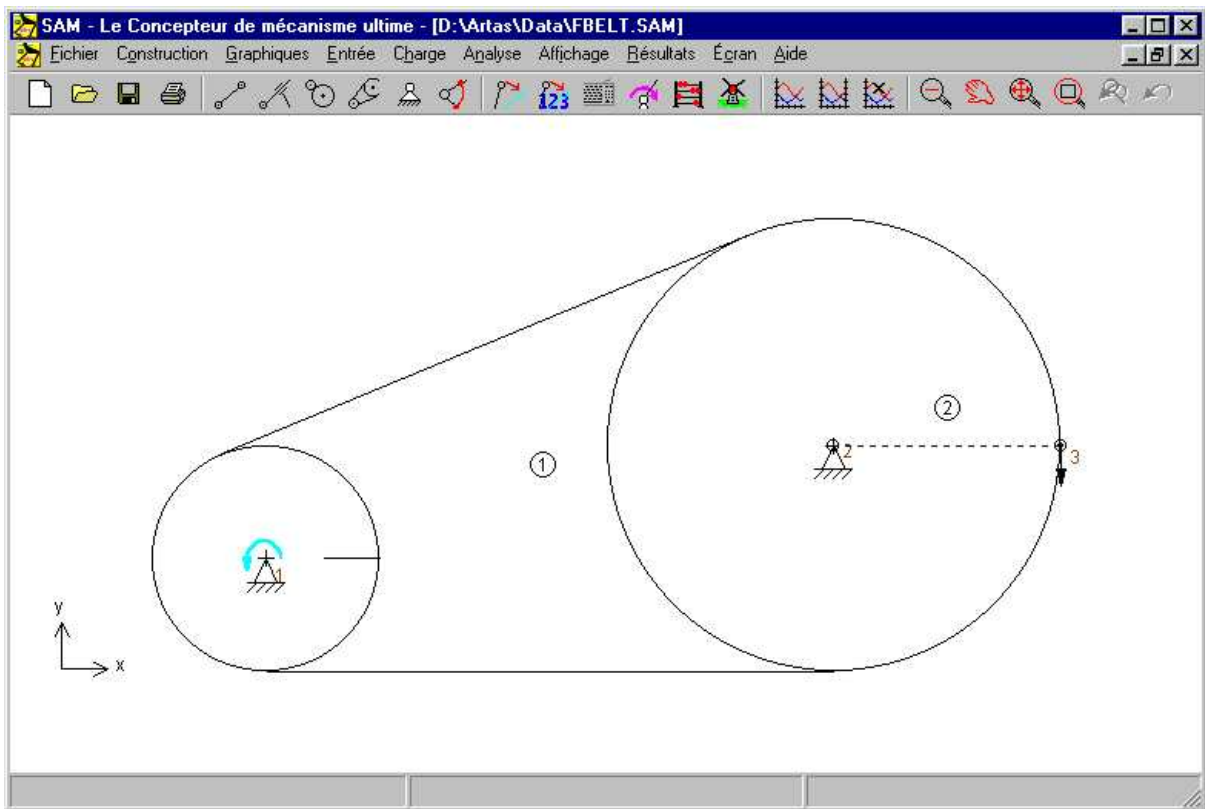 SAM - Le Concepteur de mécanisme ultime - [D:\Artas\Data\FBELT.SAM]
Fichier Construction Graphiques Entrée Charge Analyse Affichage Résultats Écran Aide
123
2
2
3
1
1
y
x